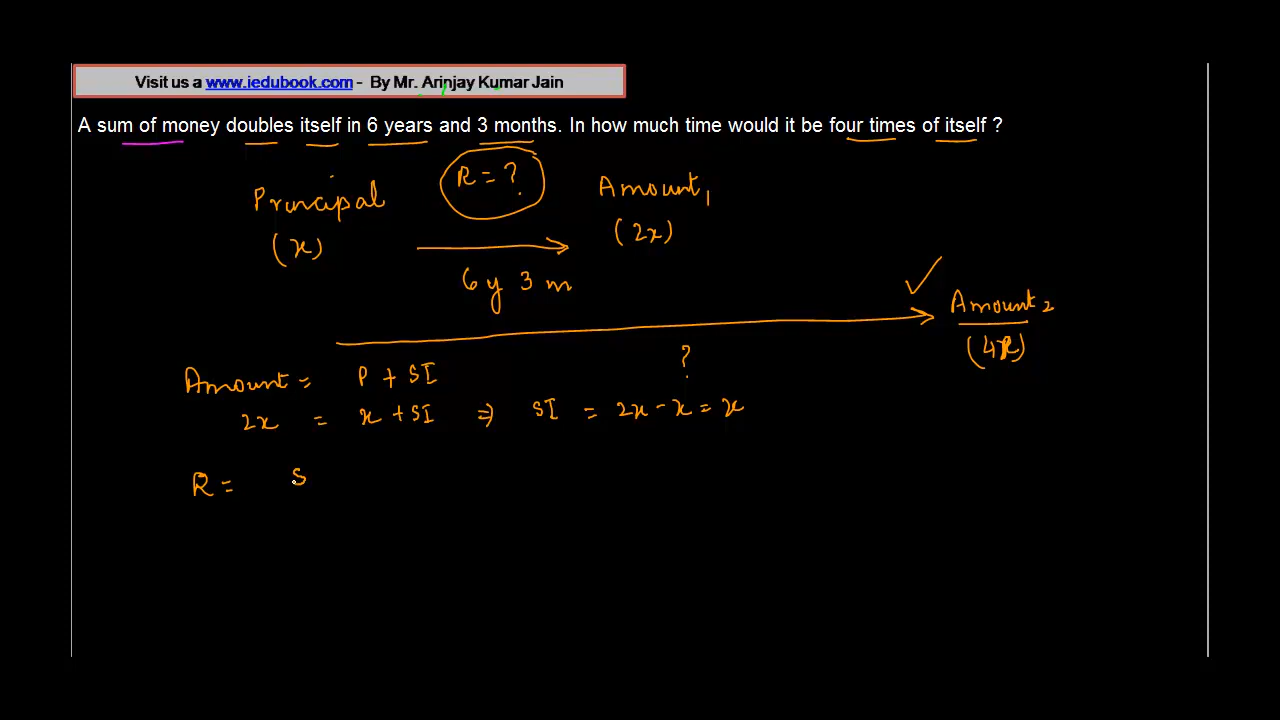 Visit us a www.iedubook.com - By Mr. Arinjay Kumar Jain
A sum of money doubles itself in 6 years and 3 months. In how much time would it be four times of itself ?
Principal R = ? Amount1
(x) (2x)
6y 3m
Amount2
(4x)
?
Amount = P + SI
2x = x + SI ⇒ SI = 2x - x = x
R = S